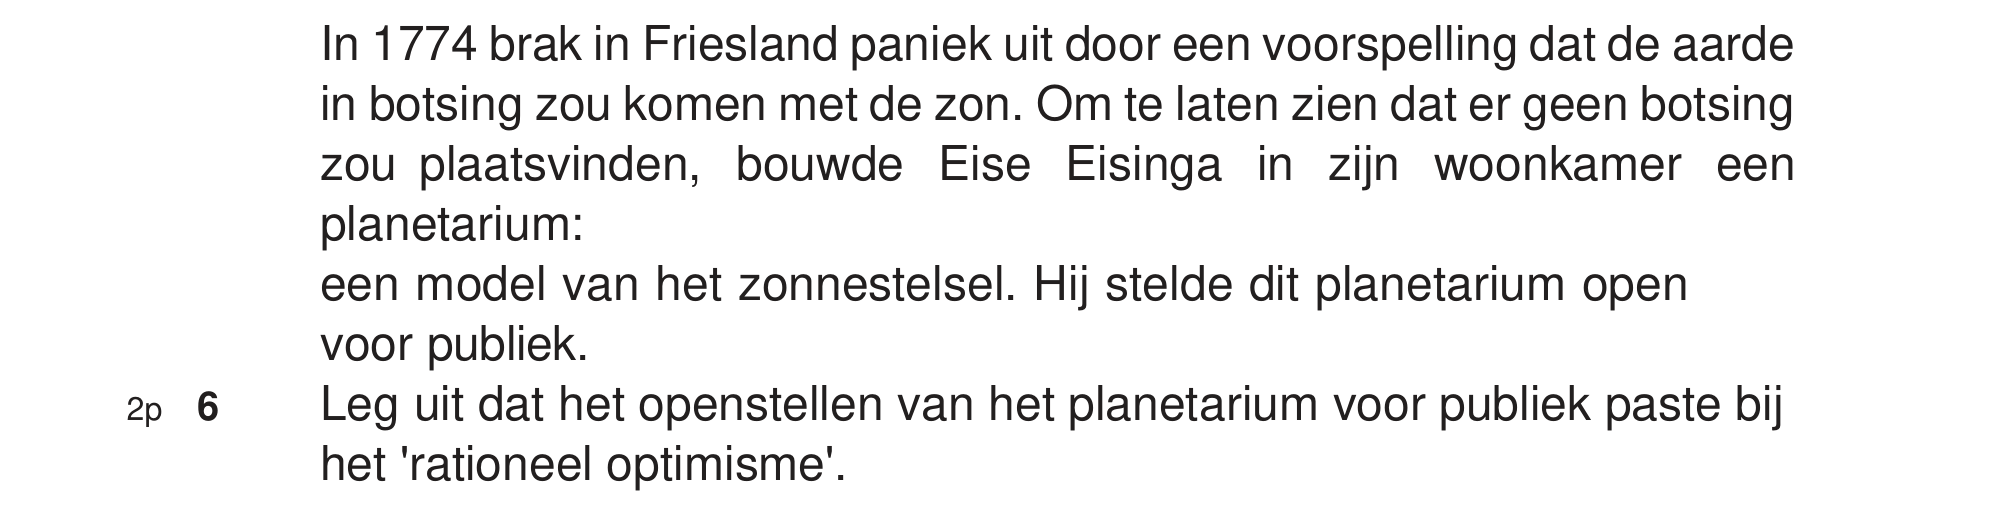 In 1774 brak in Friesland paniek uit door een voorspelling dat de aarde
in botsing zou komen met de zon. Om te laten zien dat er geen botsing
zou plaatsvinden, bouwde Eise Eisinga in zijn woonkamer een
planetarium:
een model van het zonnestelsel. Hij stelde dit planetarium open
voor publiek.
2p 6 Leg uit dat het openstellen van het planetarium voor publiek paste bij
het 'rationeel optimisme'.